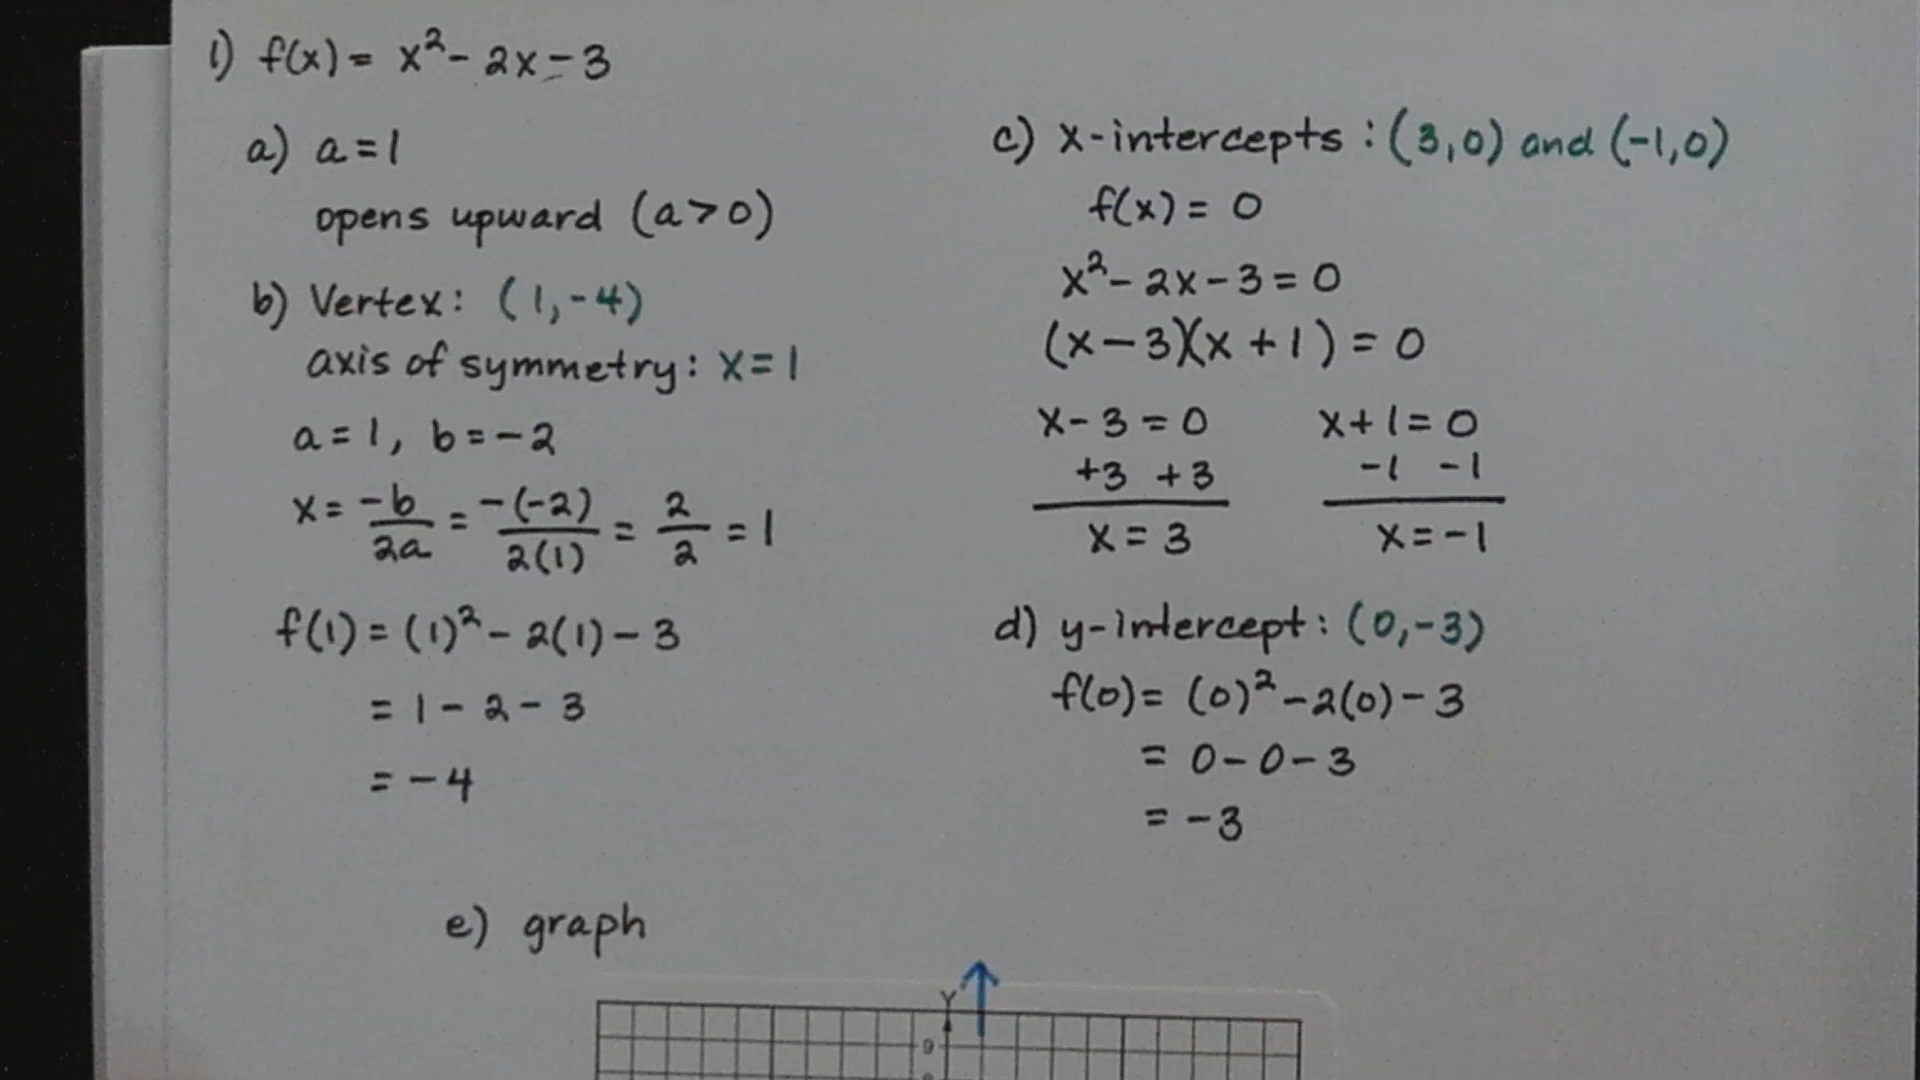 1) f(x) = x² - 2x - 3
a) a = 1
opens upward (a > 0)
b) Vertex: (1, -4)
axis of symmetry: x = 1
a = 1, b = -2
x = -b/2a = -(-2)/2(1) = 2/2 = 1
f(1) = (1)² - 2(1) - 3
= 1 - 2 - 3
= -4
c) x-intercepts : (3,0) and (-1,0)
f(x) = 0
x² - 2x - 3 = 0
(x - 3)(x + 1) = 0
x - 3 = 0 x + 1 = 0
+3 +3 -1 -1
x = 3 x = -1
d) y-intercept: (0,-3)
f(0) = (0)² - 2(0) - 3
= 0 - 0 - 3
= -3
e) graph
Y
9